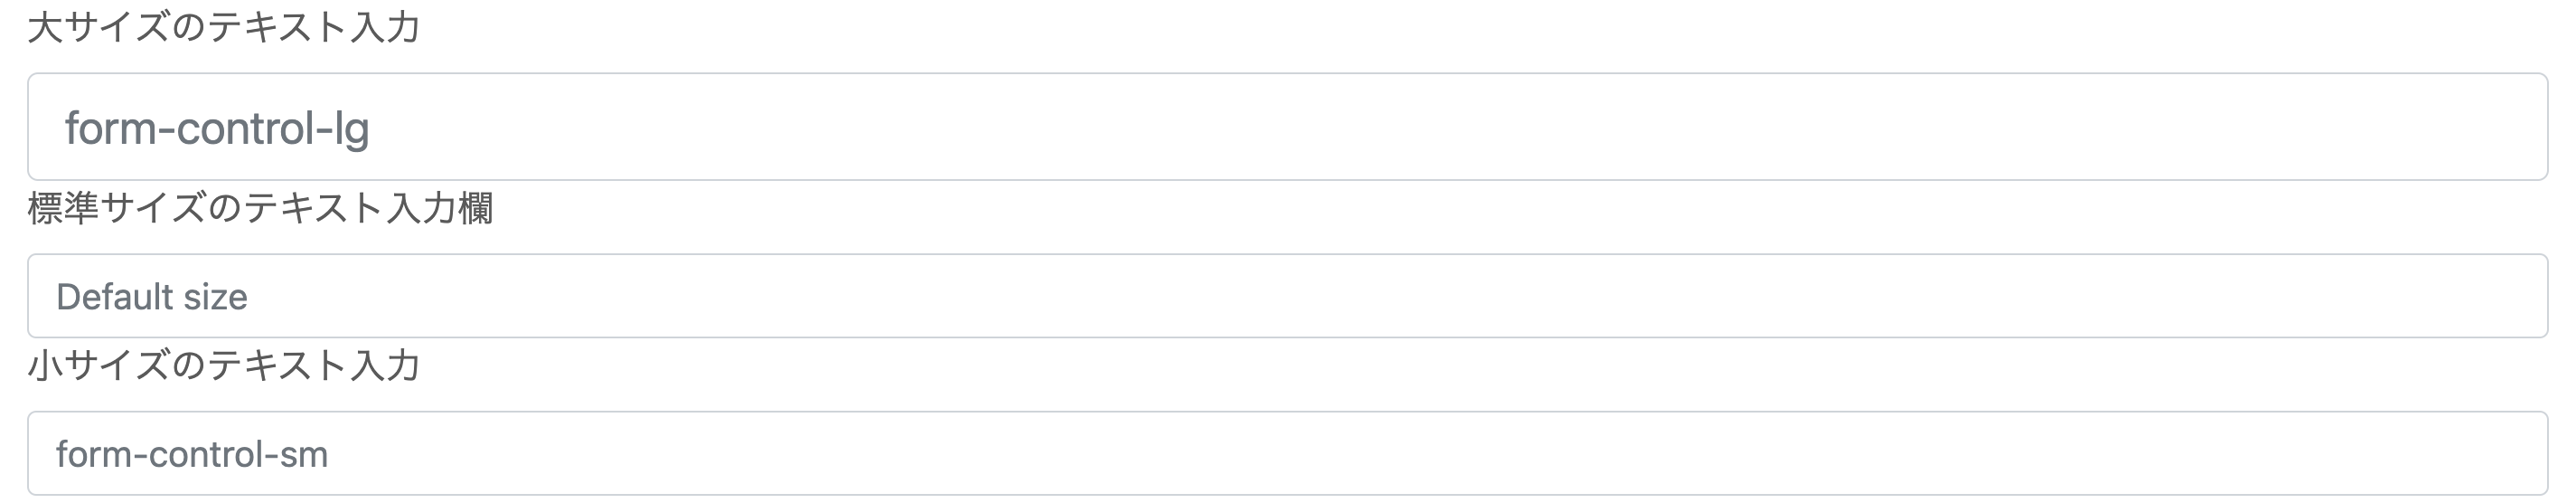 大サイズのテキスト入力
form-control-lg
標準サイズのテキスト入力欄
Default size
小サイズのテキスト入力
form-control-sm